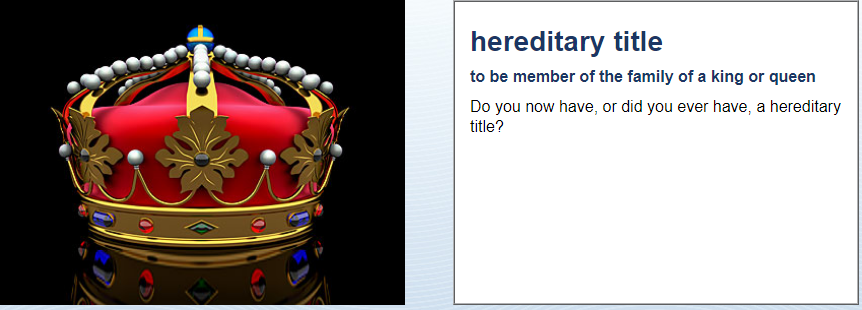 hereditary title
to be member of the family of a king or queen
Do you now have, or did you ever have, a hereditary
title?